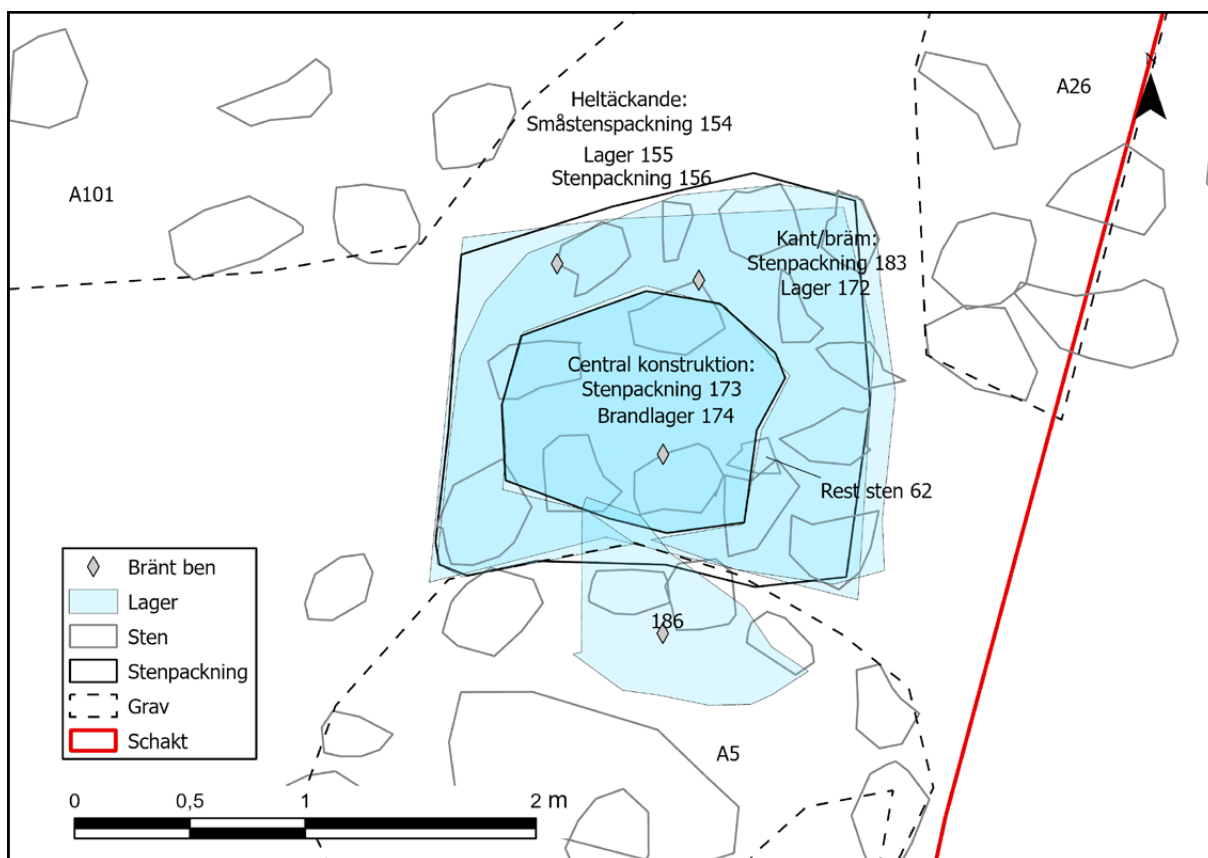 N
A26
Heltäckande:
Småstenspackning 154
Lager 155
Stenpackning 156
A101
Kant/bräm:
Stenpackning 183
Lager 172
Central konstruktion:
Stenpackning 173
Brandlager 174
Rest sten 62
186
A5
Bränt ben
Lager
Sten
Stenpackning
Grav
Schakt
0 0,5 1 2 m